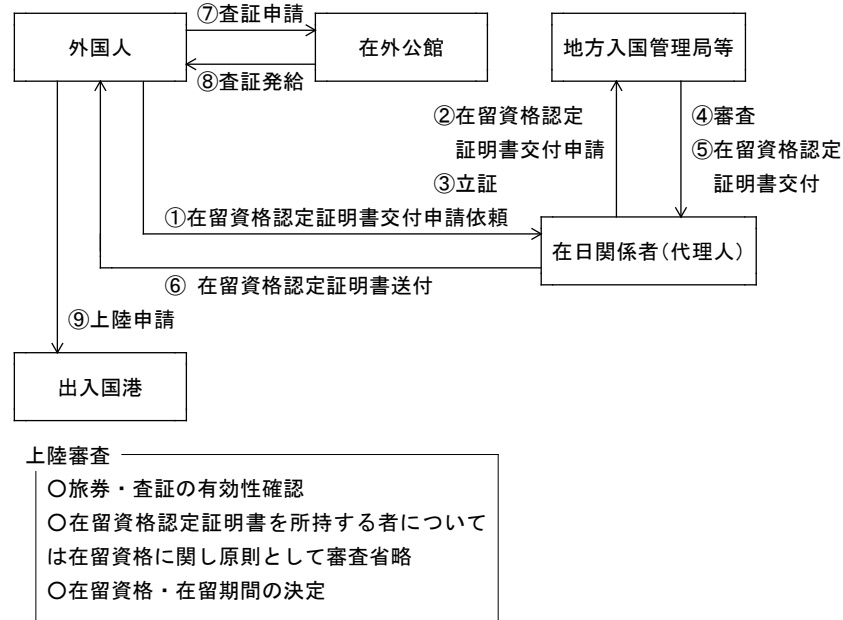 ⑦査証申請
外国人
在外公館
地方入国管理局等
⑧査証発給
②在留資格認定
証明書交付申請
③立証
④審査
⑤在留資格認定
証明書交付
①在留資格認定証明書交付申請依頼
在日関係者(代理人)
⑥ 在留資格認定証明書送付
⑨上陸申請
出入国港
上陸審査
○旅券・査証の有効性確認
○在留資格認定証明書を所持する者について
は在留資格に関し原則として審査省略
○在留資格・在留期間の決定